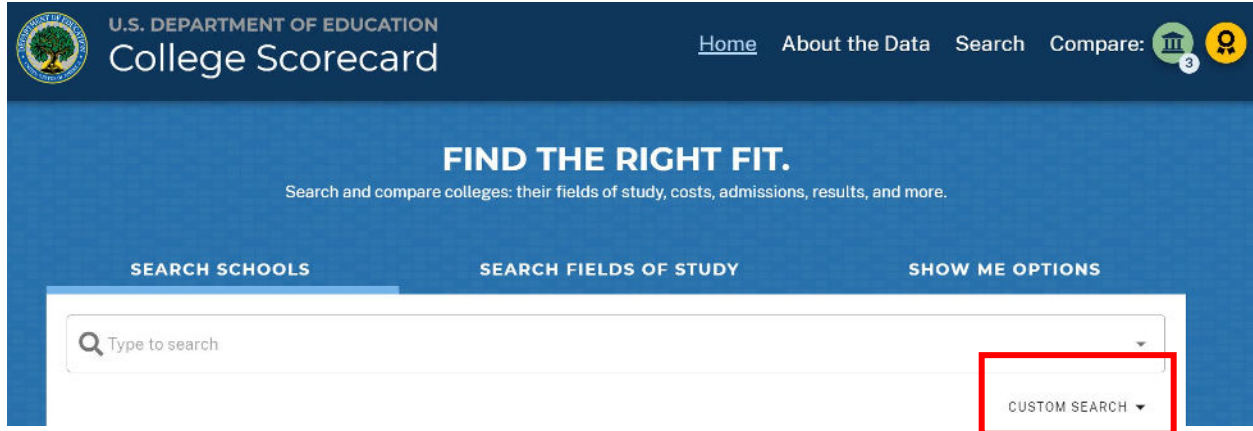 U.S. DEPARTMENT OF EDUCATION
College Scorecard
Home About the Data Search Compare: 3
FIND THE RIGHT FIT.
Search and compare colleges: their fields of study, costs, admissions, results, and more.
SEARCH SCHOOLS SEARCH FIELDS OF STUDY SHOW ME OPTIONS
Type to search
CUSTOM SEARCH